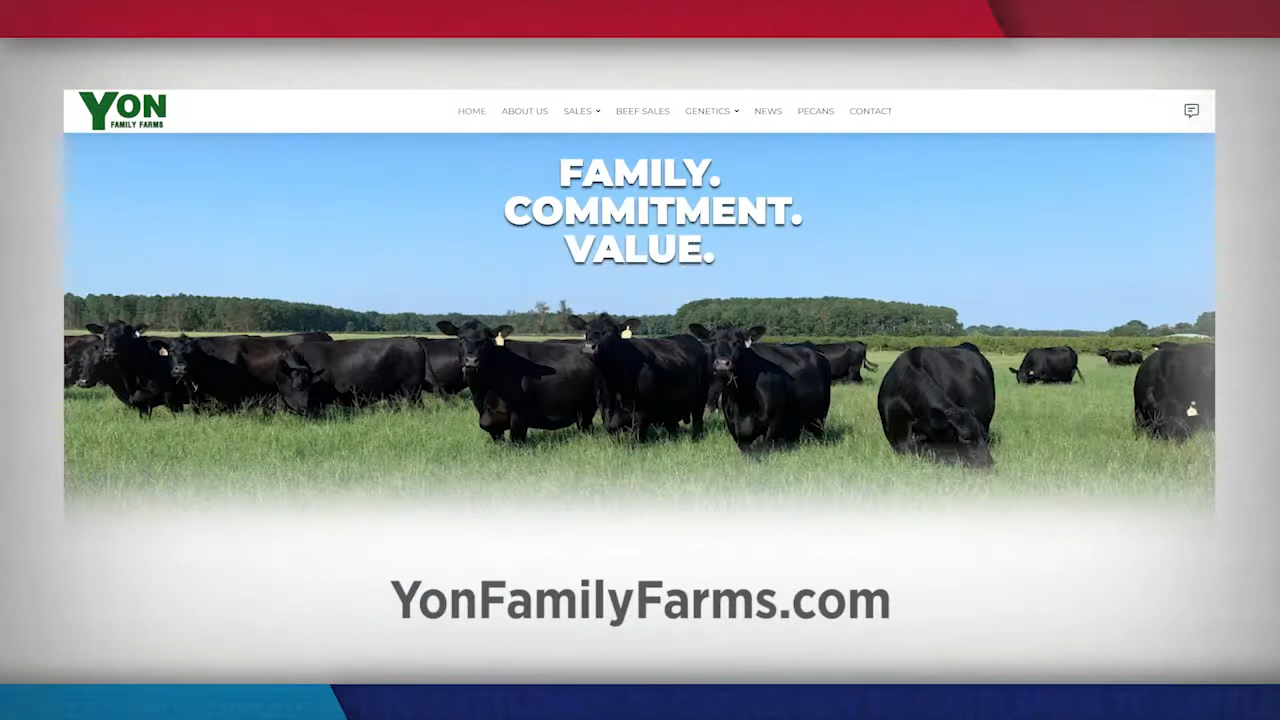 YON
FAMILY FARMS
HOME ABOUT US SALES BEEF SALES GENETICS NEWS PECANS CONTACT
FAMILY.
COMMITMENT.
VALUE.
YonFamilyFarms.com